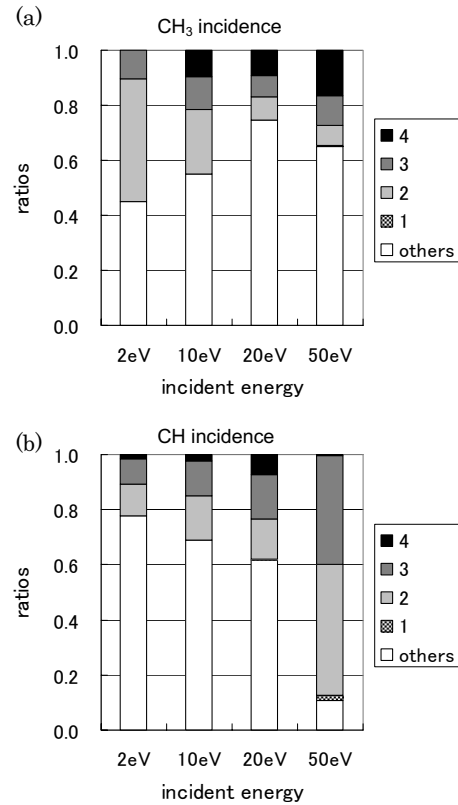 (a)
CH₃ incidence
ratios
1.0
0.8
0.6
0.4
0.2
0.0
2eV 10eV 20eV 50eV
incident energy
4
3
2
1
others
(b)
CH incidence
ratios
1.0
0.8
0.6
0.4
0.2
0.0
2eV 10eV 20eV 50eV
incident energy
4
3
2
1
others